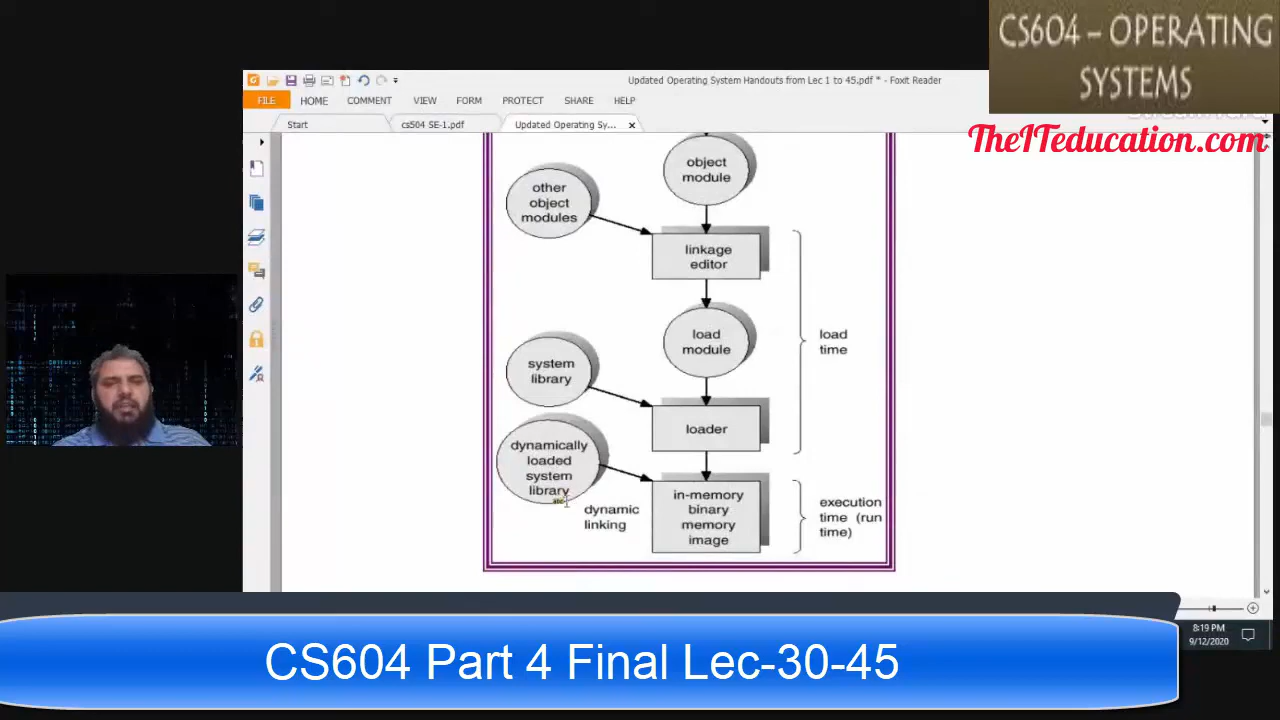 CS604 – OPERATING
SYSTEMS
TheITeducation.com
Updated Operating System Handouts from Lec 1 to 45.pdf * - Foxit Reader
FILE HOME COMMENT VIEW FORM PROTECT SHARE HELP
Start cs504 SE-1.pdf Updated Operating Sy... ×
object
module
other
object
modules
linkage
editor
load
module
load
time
system
library
loader
dynamically
loaded
system
library
dynamic
linking
in-memory
binary
memory
image
execution
time (run
time)
8:19 PM
9/12/2020
CS604 Part 4 Final Lec-30-45